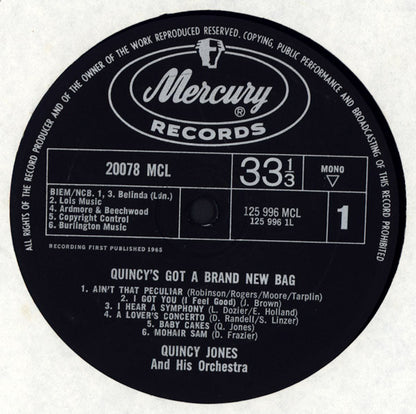 ALL RIGHTS OF THE RECORD PRODUCER AND OF THE OWNER OF THE WORK REPRODUCED RESERVED. COPYING, PUBLIC PERFORMANCE AND BROADCASTING OF THIS RECORD PROHIBITED
Mercury ®
RECORDS
20078 MCL
33⅓
MONO
BIEM/NCB. 1, 3. Belinda (Ldn.)
2. Lois Music
4. Ardmore & Beechwood
5. Copyright Control
6. Burlington Music
125 996 MCL
125 996 1L
1
RECORDING FIRST PUBLISHED 1965
QUINCY'S GOT A BRAND NEW BAG
1. AIN'T THAT PECULIAR (Robinson/Rogers/Moore/Tarplin)
2. I GOT YOU (I Feel Good) (J. Brown)
3. I HEAR A SYMPHONY (L. Dozier/E. Holland)
4. A LOVER'S CONCERTO (D. Randell/S. Linzer)
5. BABY CAKES (Q. Jones)
6. MOHAIR SAM (D. Frazier)
QUINCY JONES
And His Orchestra